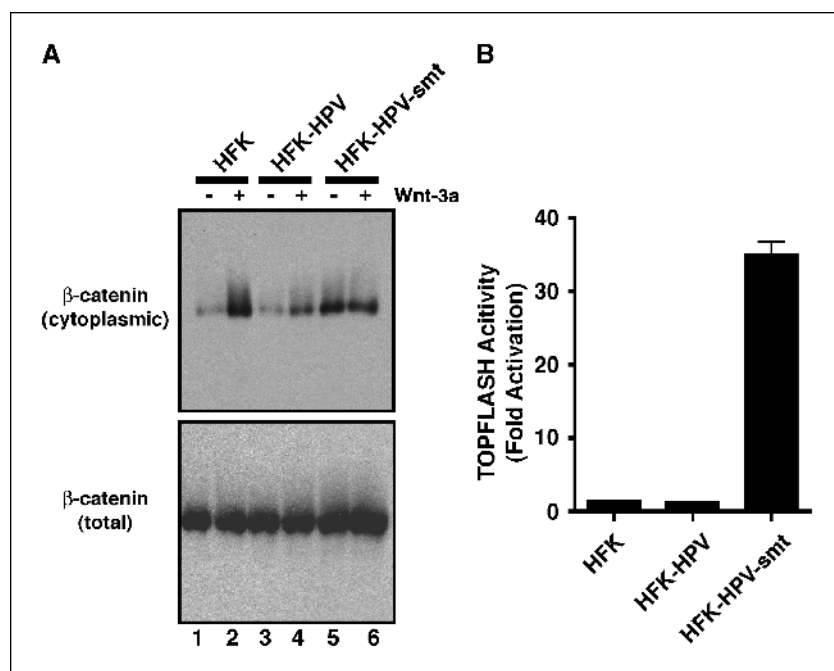 A
HFK
HFK-HPV
HFK-HPV-smt
- + - + - + Wnt-3a
β-catenin
(cytoplasmic)
β-catenin
(total)
1 2 3 4 5 6
B
TOPFLASH Acitivity
(Fold Activation)
40
30
20
10
0
HFK
HFK-HPV
HFK-HPV-smt